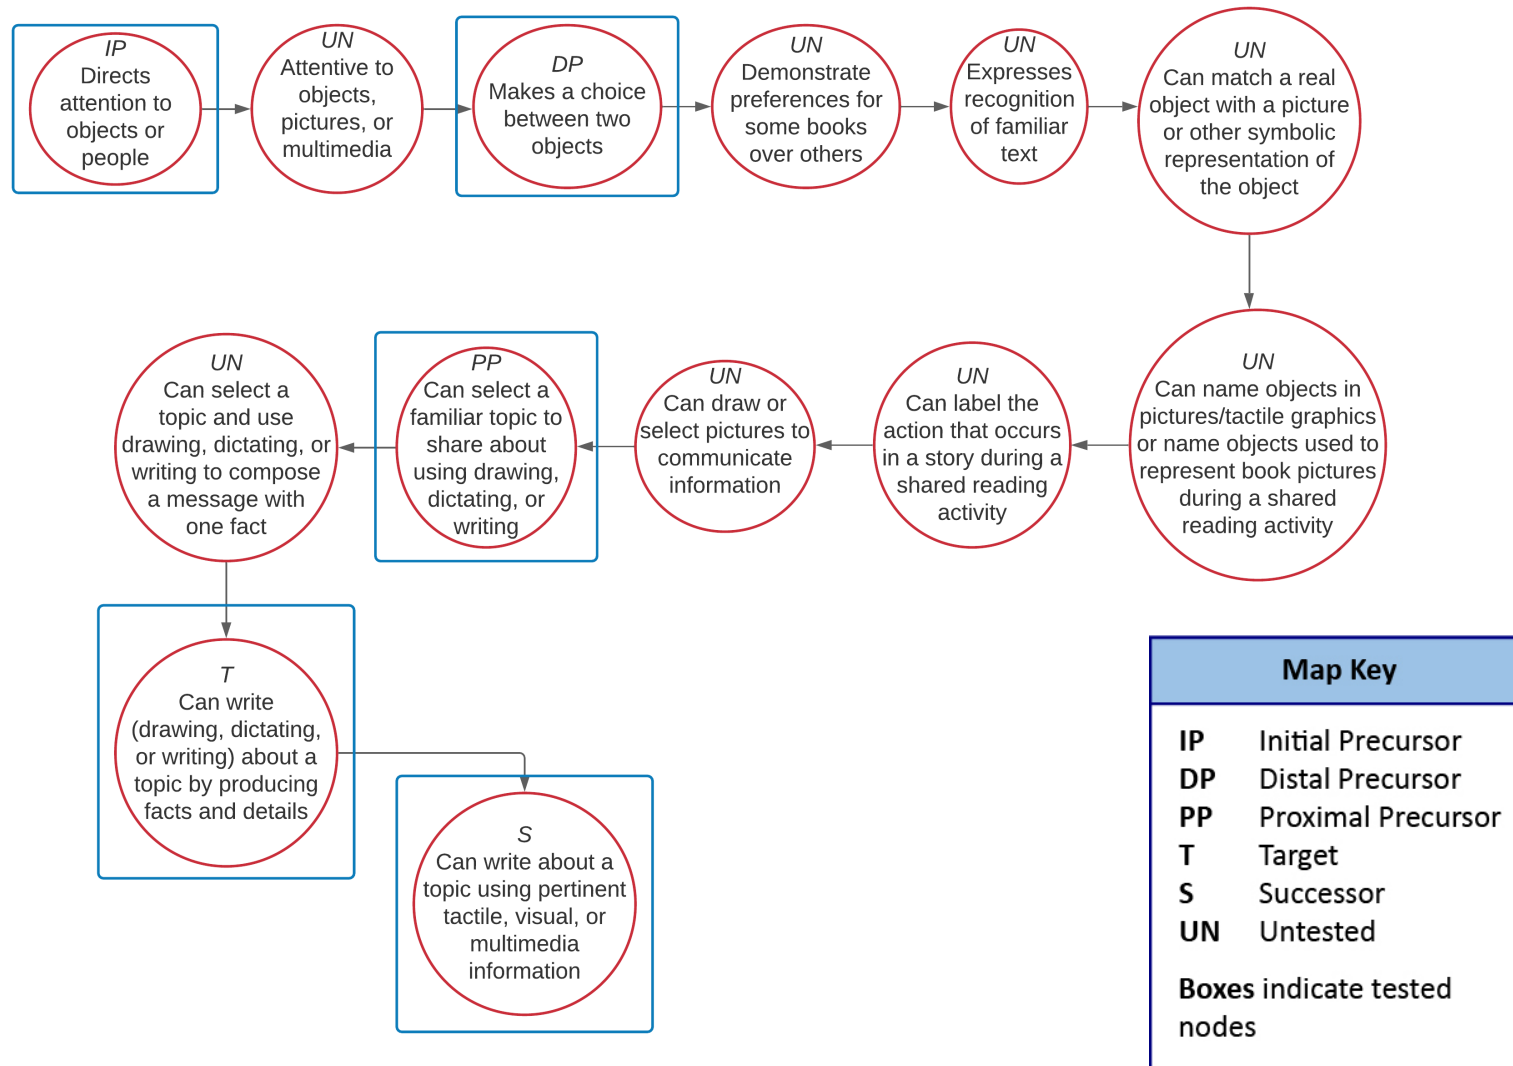 IP
Directs
attention to
objects or
people
UN
Attentive to
objects,
pictures, or
multimedia
DP
Makes a choice
between two
objects
UN
Demonstrate
preferences for
some books
over others
UN
Expresses
recognition
of familiar
text
UN
Can match a real
object with a picture
or other symbolic
representation of
the object
UN
Can name objects in
pictures/tactile graphics
or name objects used to
represent book pictures
during a shared
reading activity
UN
Can label the
action that occurs
in a story during a
shared reading
activity
UN
Can draw or
select pictures to
communicate
information
PP
Can select a
familiar topic to
share about
using drawing,
dictating, or
writing
UN
Can select a
topic and use
drawing, dictating, or
writing to compose
a message with
one fact
T
Can write
(drawing, dictating,
or writing) about a
topic by producing
facts and details
S
Can write about a
topic using pertinent
tactile, visual, or
multimedia
information
Map Key
IP Initial Precursor
DP Distal Precursor
PP Proximal Precursor
T Target
S Successor
UN Untested
Boxes indicate tested
nodes